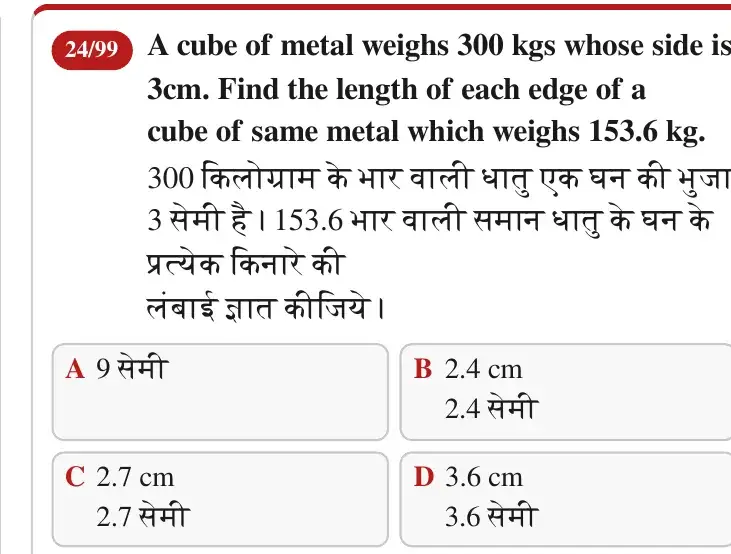 24/99 A cube of metal weighs 300 kgs whose side is
3cm. Find the length of each edge of a
cube of same metal which weighs 153.6 kg.
300 किलोग्राम के भार वाली धातु एक घन की भुजा
3 सेमी है। 153.6 भार वाली समान धातु के घन के
प्रत्येक किनारे की
लंबाई ज्ञात कीजिये।
A 9 सेमी
B 2.4 cm
2.4 सेमी
C 2.7 cm
2.7 सेमी
D 3.6 cm
3.6 सेमी